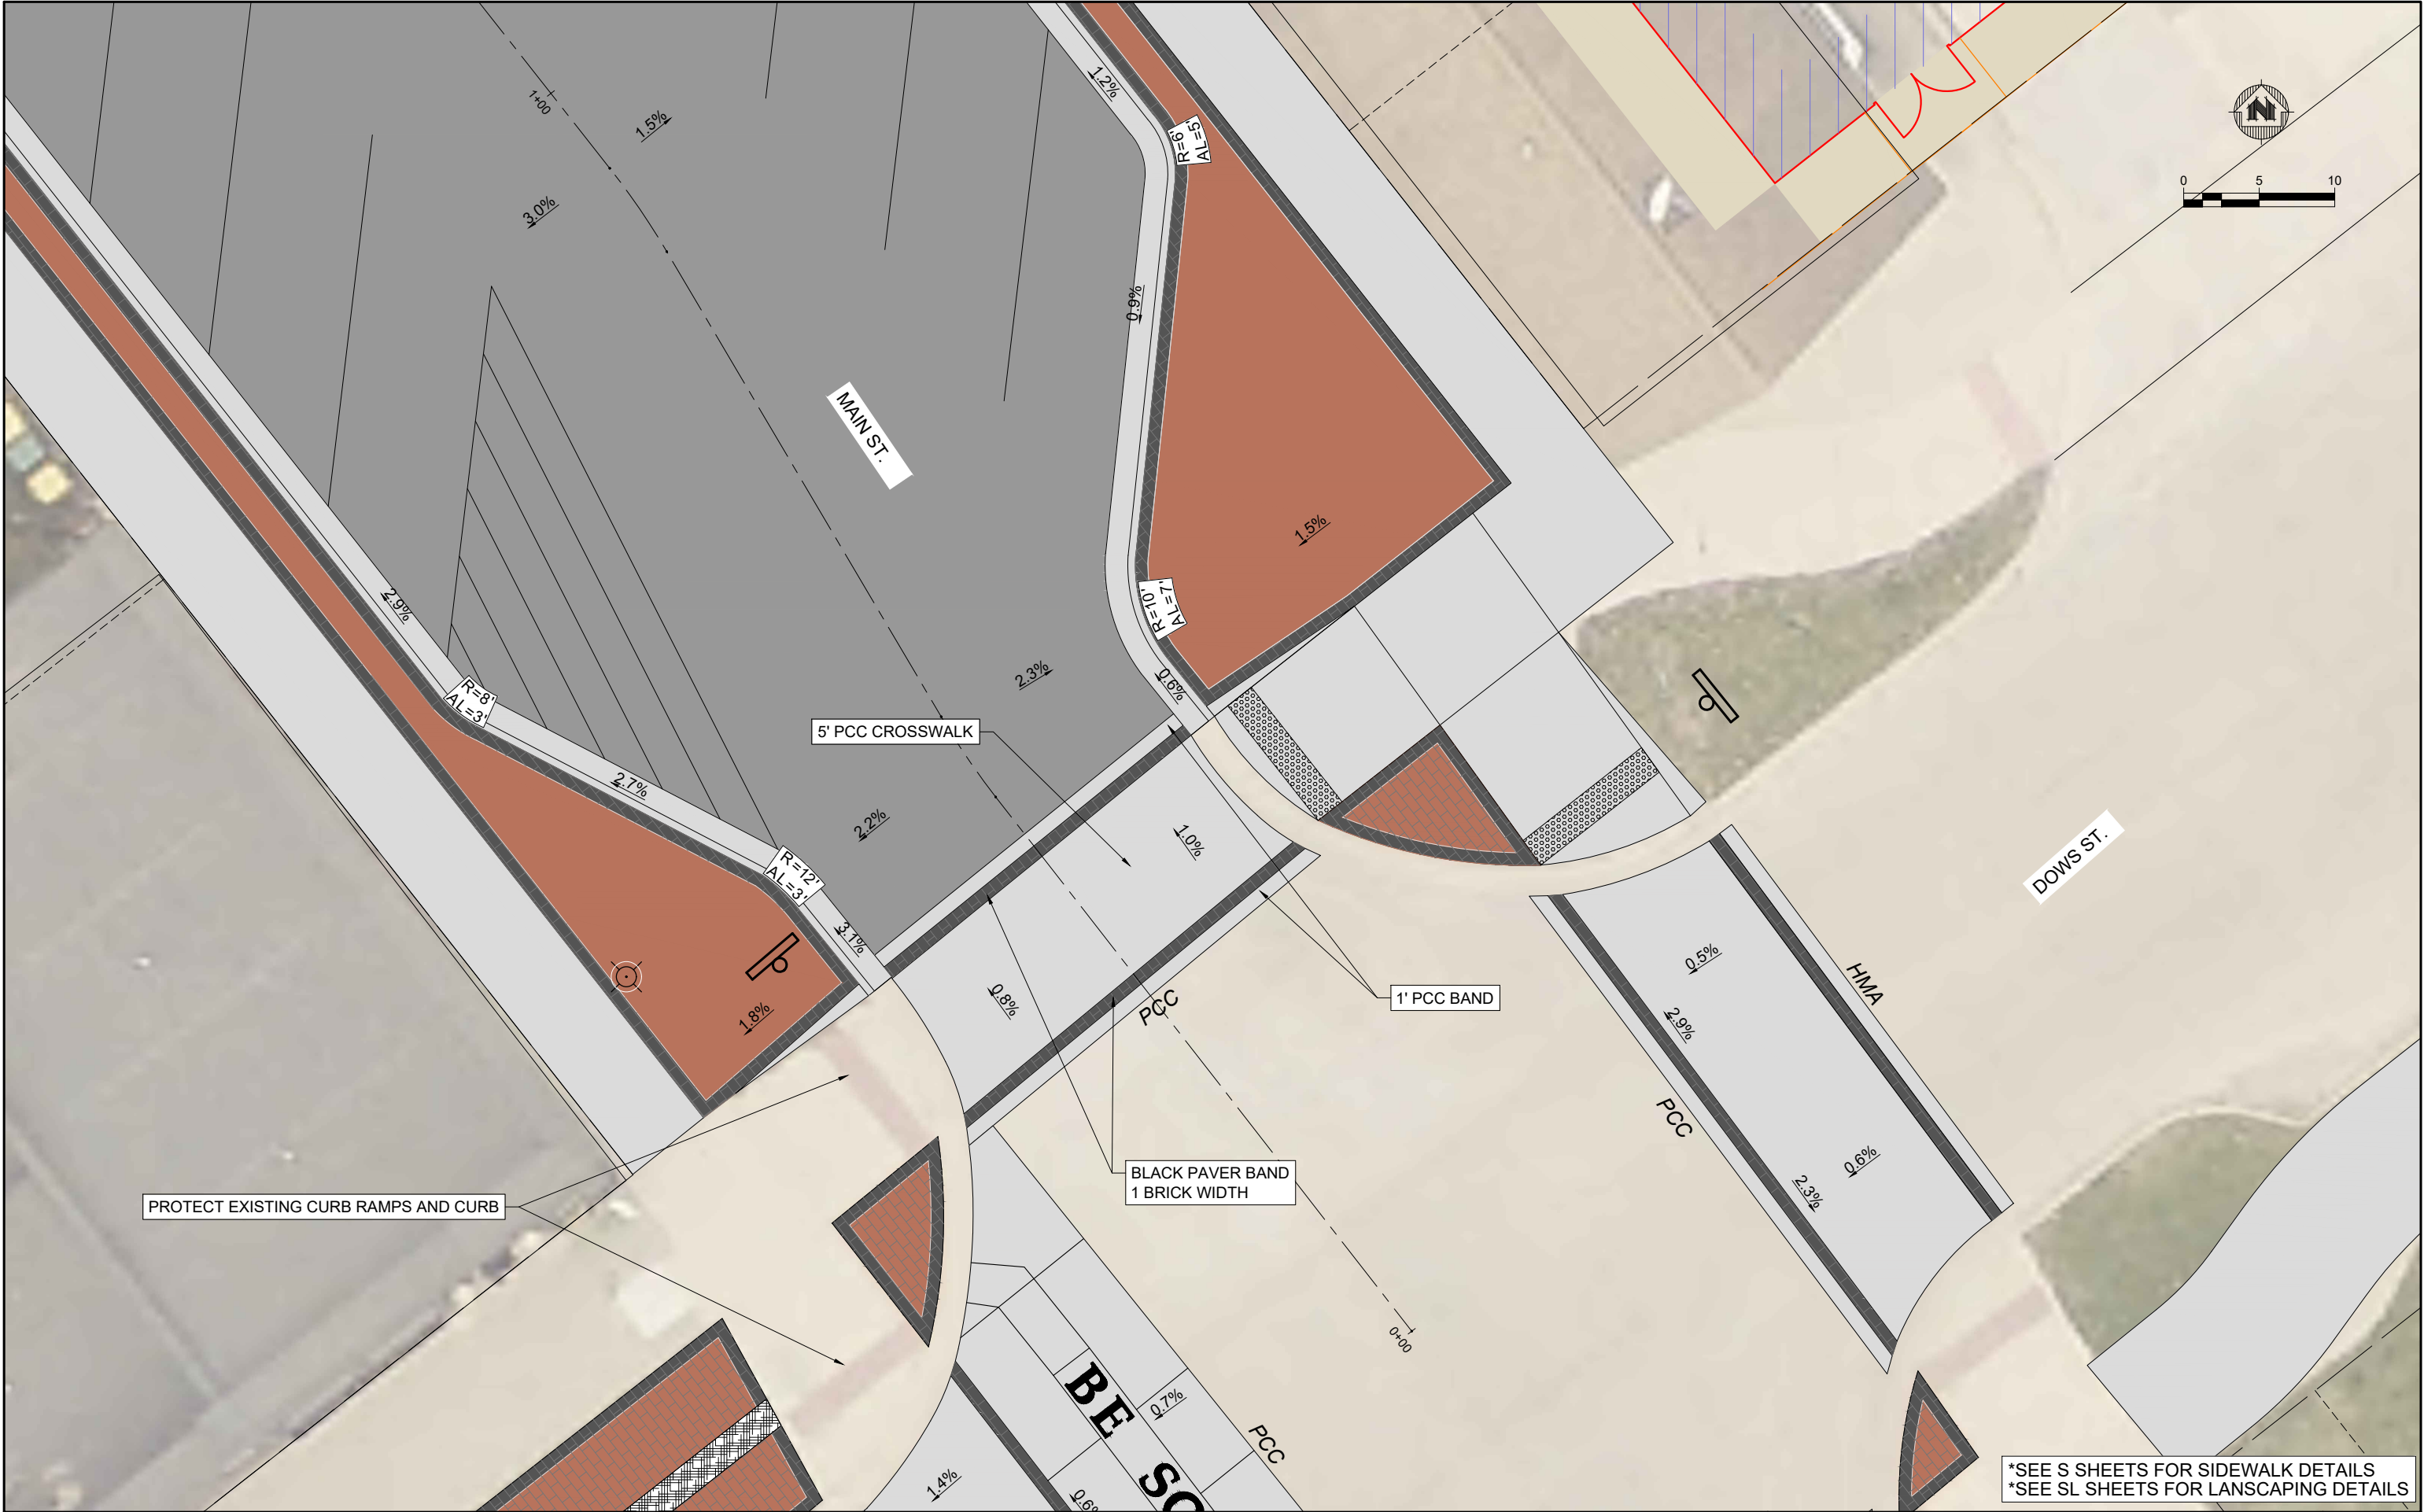 1.2%
1+00
1.5%
R=6'
AL=5'
N
0 5 10
3.0%
0.9%
MAIN ST.
1.5%
2.9%
R=10'
AL=7'
2.3%
0.6%
R=8'
AL=3'
5' PCC CROSSWALK
2.7%
2.2%
1.0%
R=12'
AL=3'
DOWS ST.
3.1%
0.5%
HMA
1.8%
0.8%
PCC
1' PCC BAND
2.9%
PCC
BLACK PAVER BAND
1 BRICK WIDTH
0.6%
2.3%
PROTECT EXISTING CURB RAMPS AND CURB
0+00
BE
0.7%
PCC
SC
1.4%
0.6%
*SEE S SHEETS FOR SIDEWALK DETAILS
*SEE SL SHEETS FOR LANSCAPING DETAILS